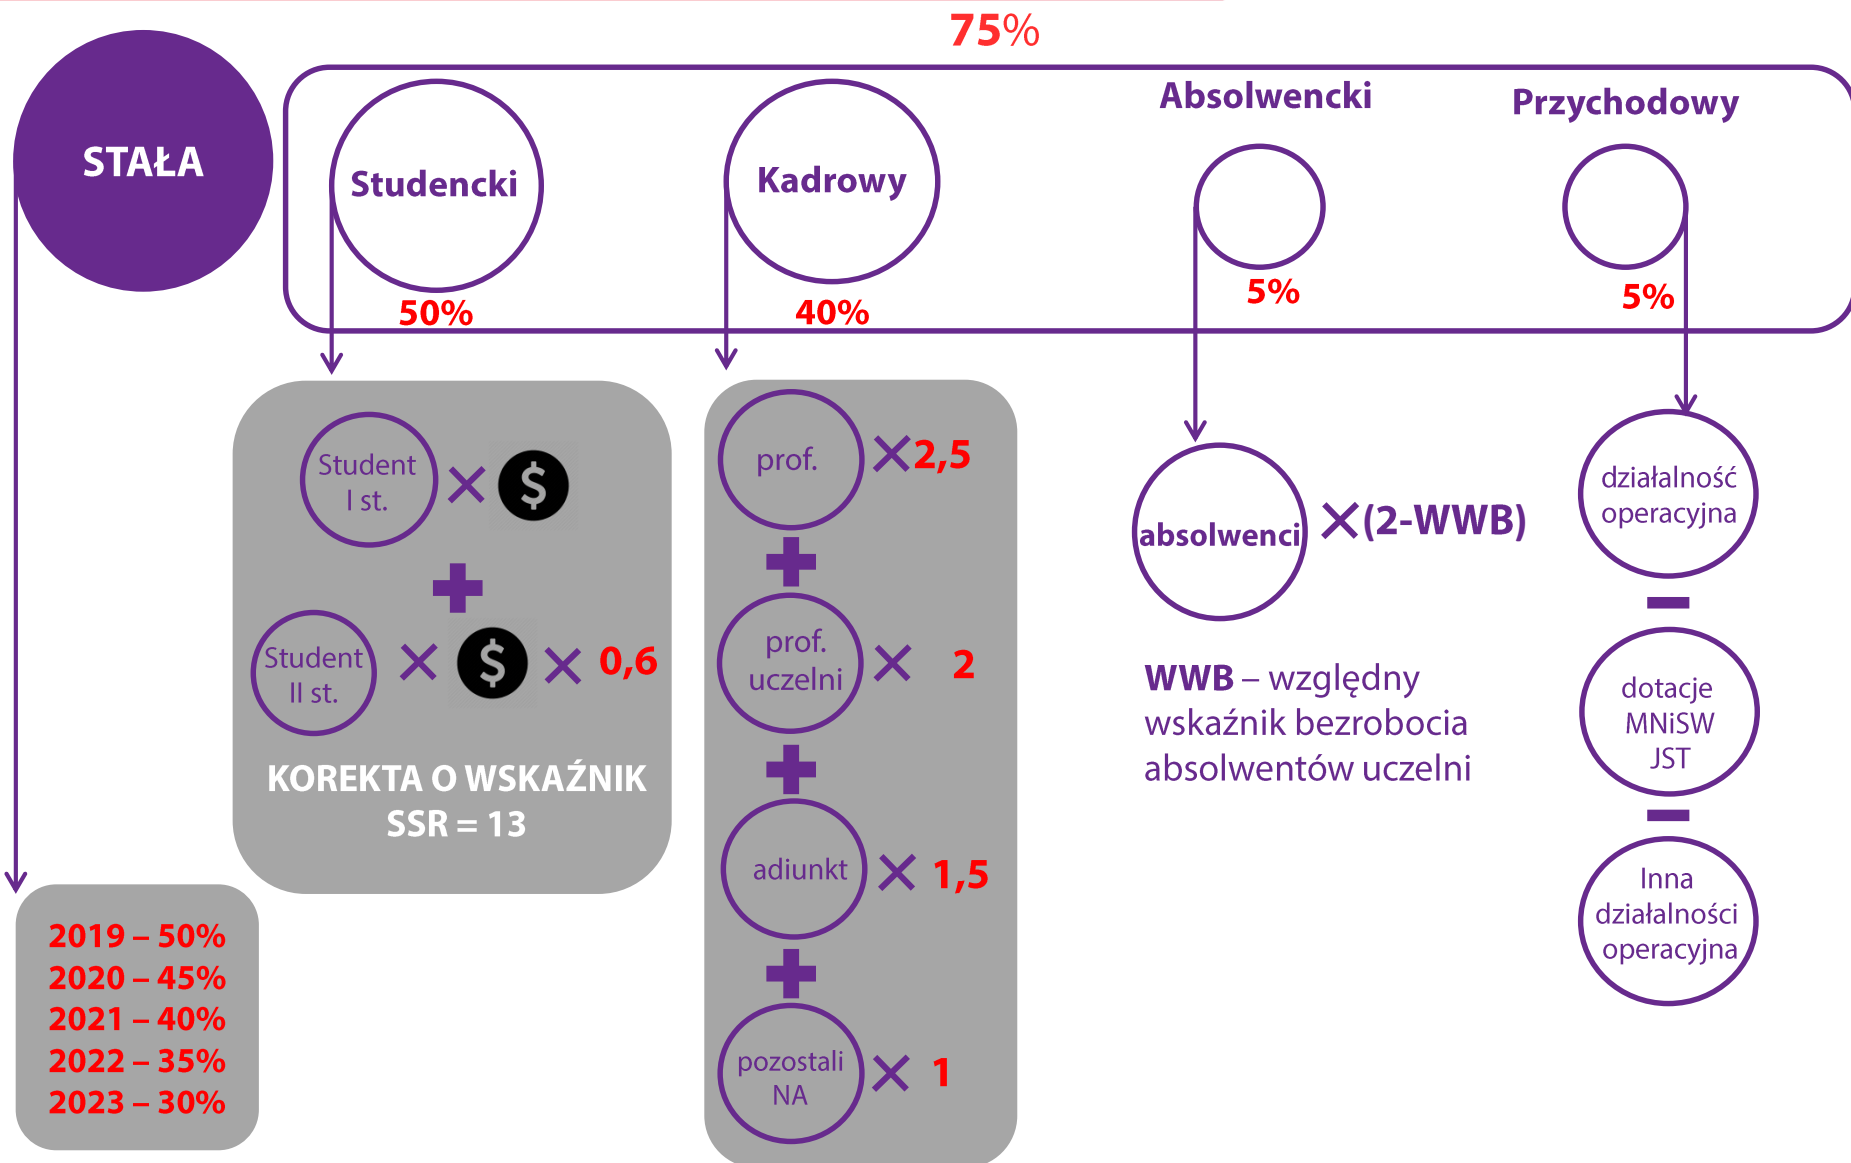 75%
STAŁA
Studencki
50%
Kadrowy
40%
Absolwencki
5%
Przychodowy
5%
Student
I st.
$
Student
II st.
$
0,6
KOREKTA O WSKAŹNIK
SSR = 13
2019 – 50%
2020 – 45%
2021 – 40%
2022 – 35%
2023 – 30%
prof.
2,5
prof.
uczelni
2
adiunkt
1,5
pozostali
NA
1
absolwenci
(2-WWB)
WWB – względny
wskaźnik bezrobocia
absolwentów uczelni
działalność
operacyjna
dotacje
MNiSW
JST
Inna
działalności
operacyjna